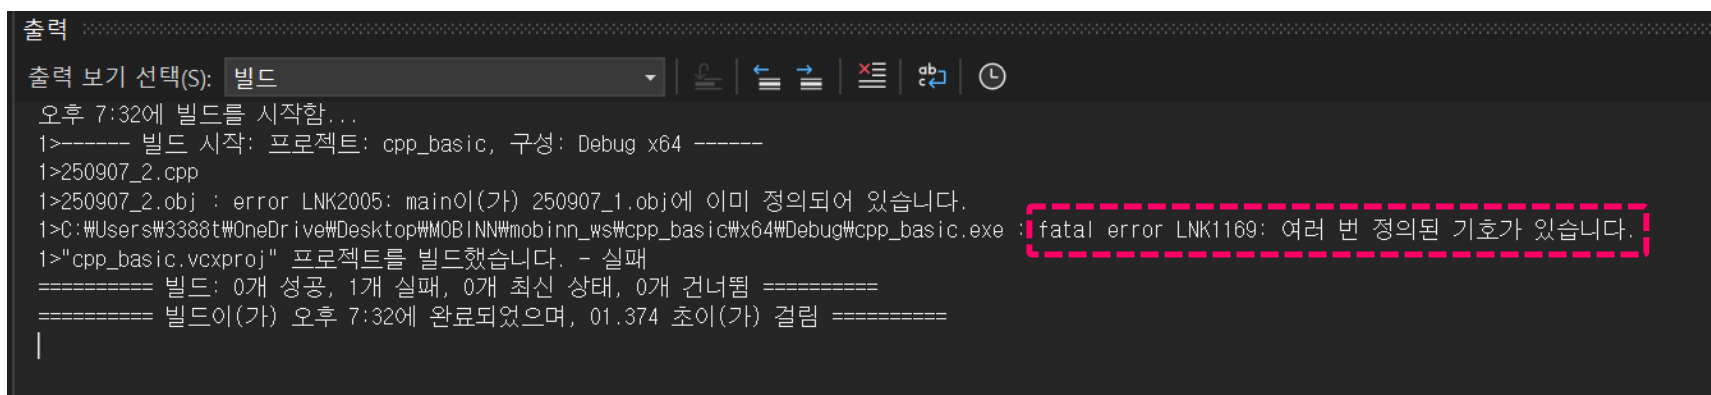 출력
출력 보기 선택(S): 빌드
오후 7:32에 빌드를 시작함...
1>------ 빌드 시작: 프로젝트: cpp_basic, 구성: Debug x64 ------
1>250907_2.cpp
1>250907_2.obj : error LNK2005: main이(가) 250907_1.obj에 이미 정의되어 있습니다.
1>C:₩Users₩3388t₩OneDrive₩Desktop₩MOBINN₩mobinn_ws₩cpp_basic₩x64₩Debug₩cpp_basic.exe : fatal error LNK1169: 여러 번 정의된 기호가 있습니다.
1>"cpp_basic.vcxproj" 프로젝트를 빌드했습니다. - 실패
========== 빌드: 0개 성공, 1개 실패, 0개 최신 상태, 0개 건너뜀 ==========
========== 빌드이(가) 오후 7:32에 완료되었으며, 01.374 초이(가) 걸림 ==========